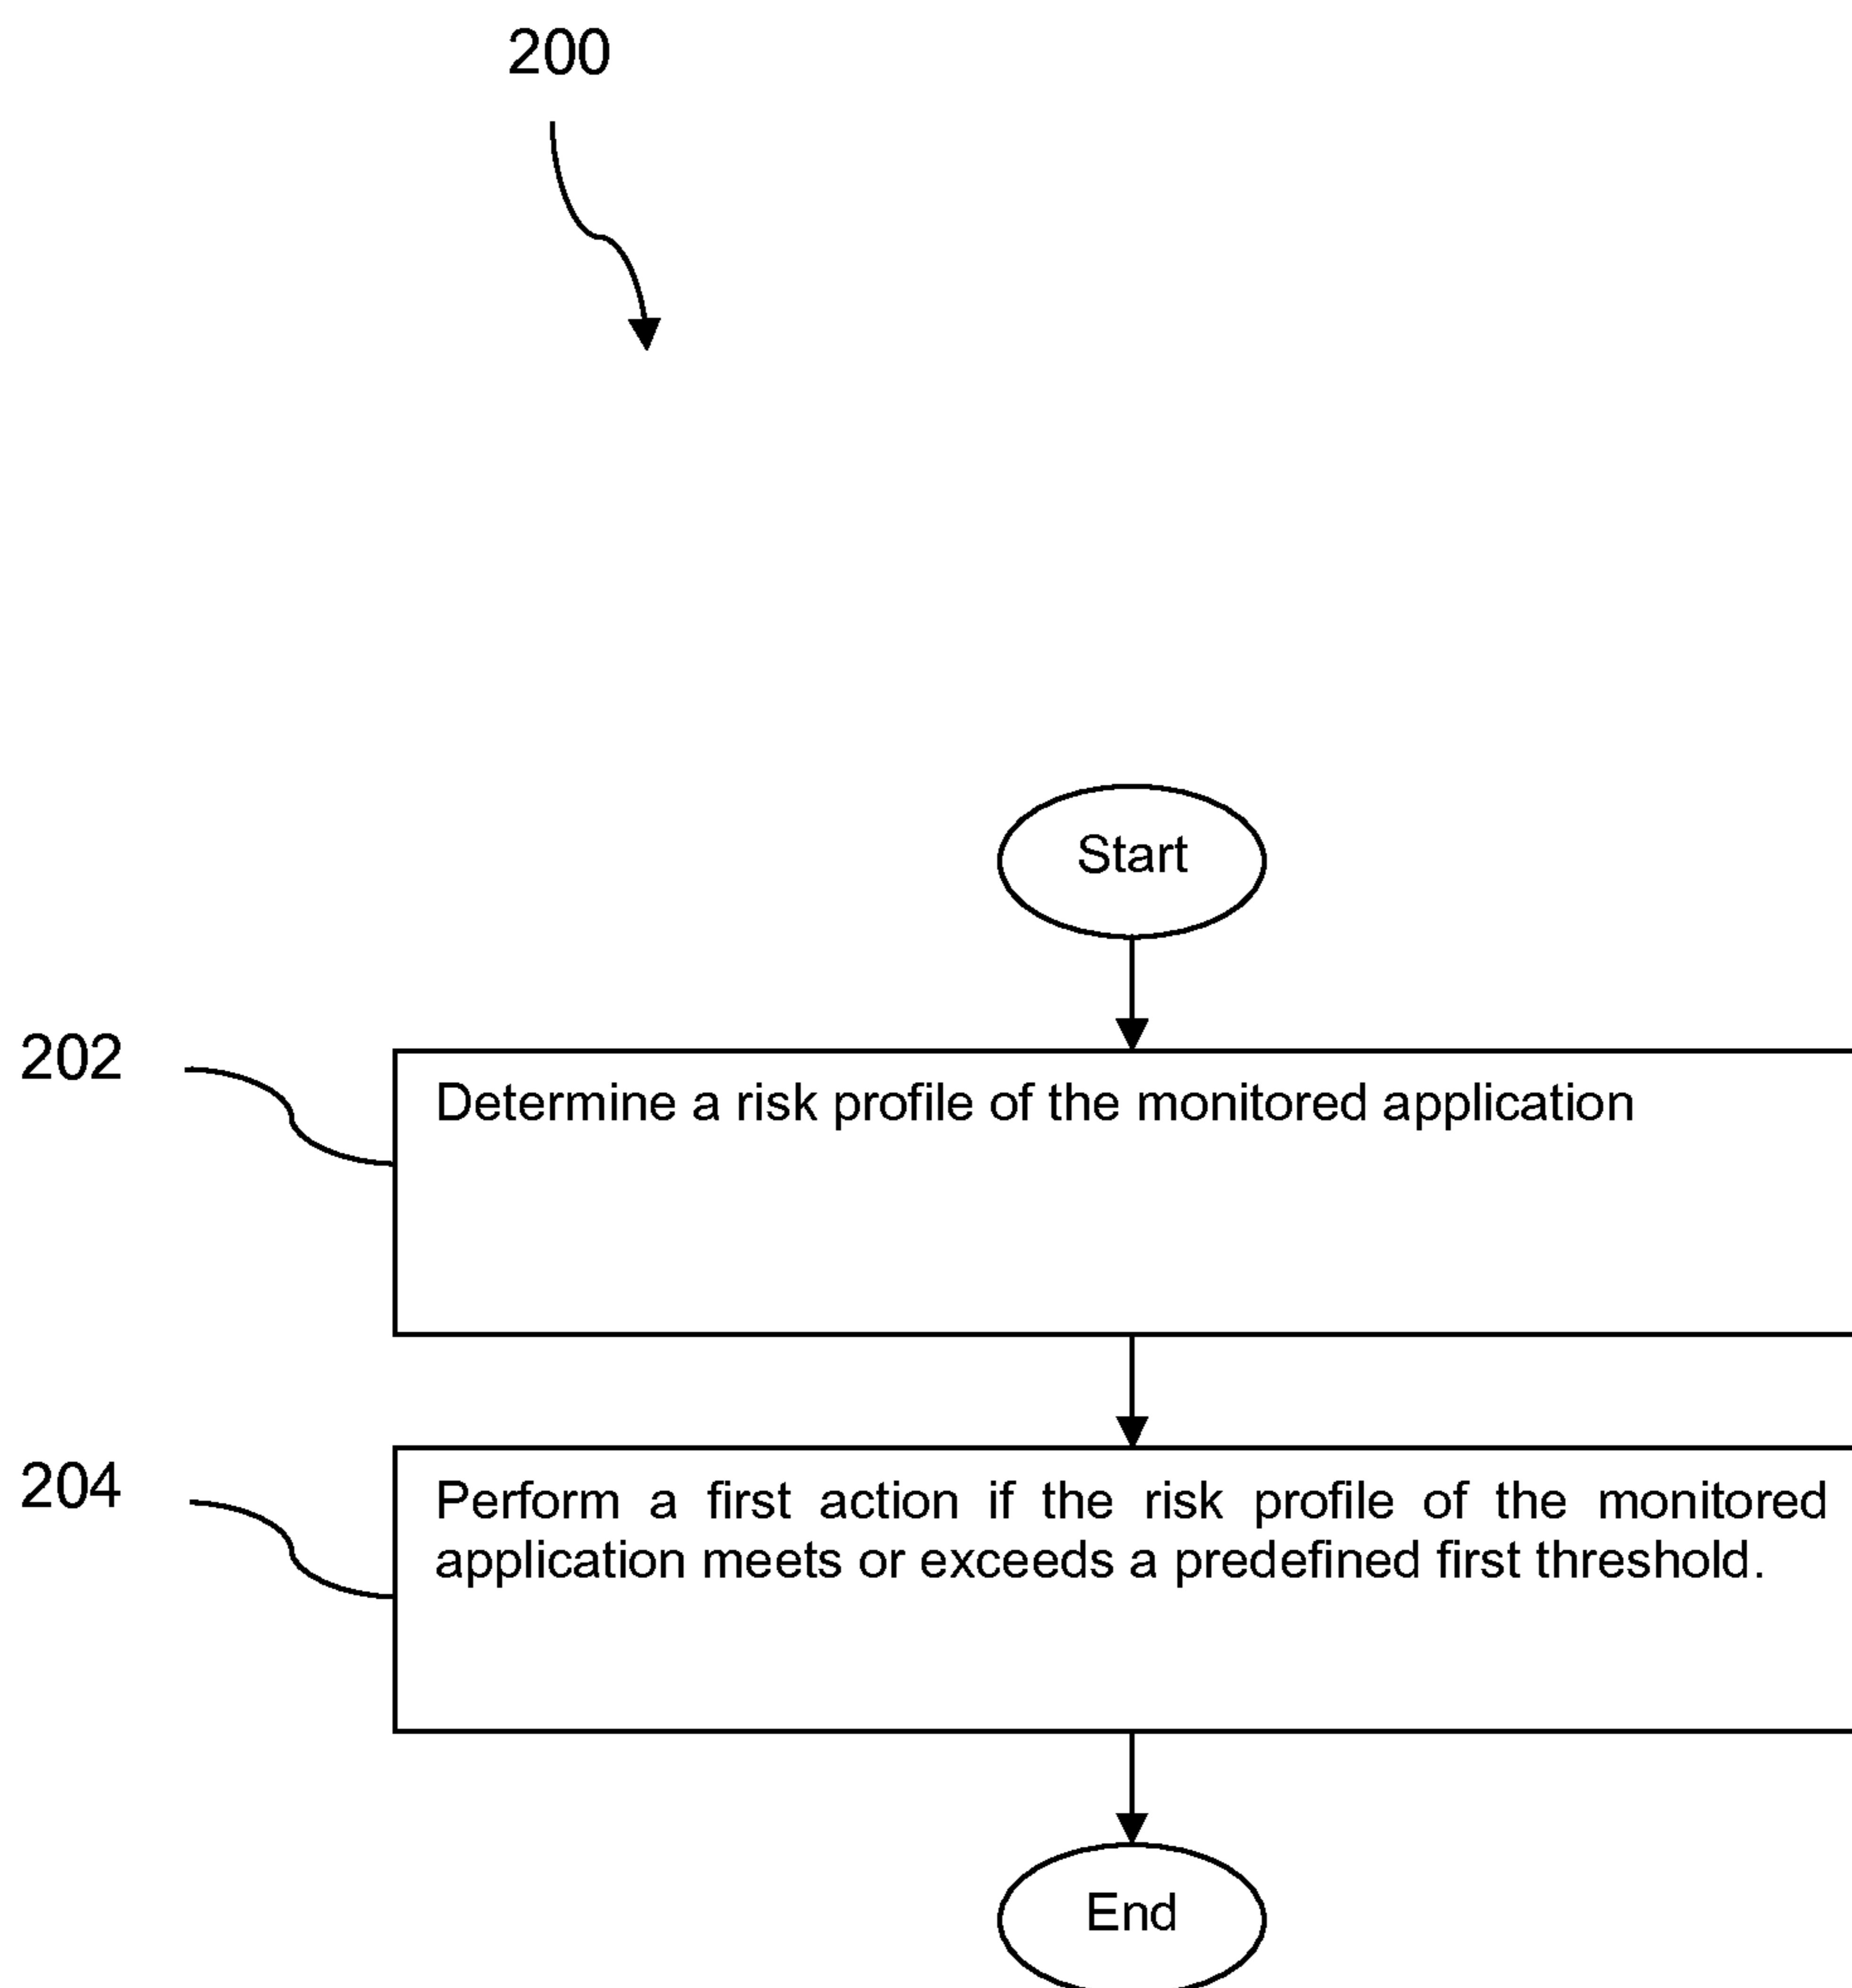 200
Start
202
Determine a risk profile of the monitored application
204
Perform a first action if the risk profile of the monitored
application meets or exceeds a predefined first threshold.
End